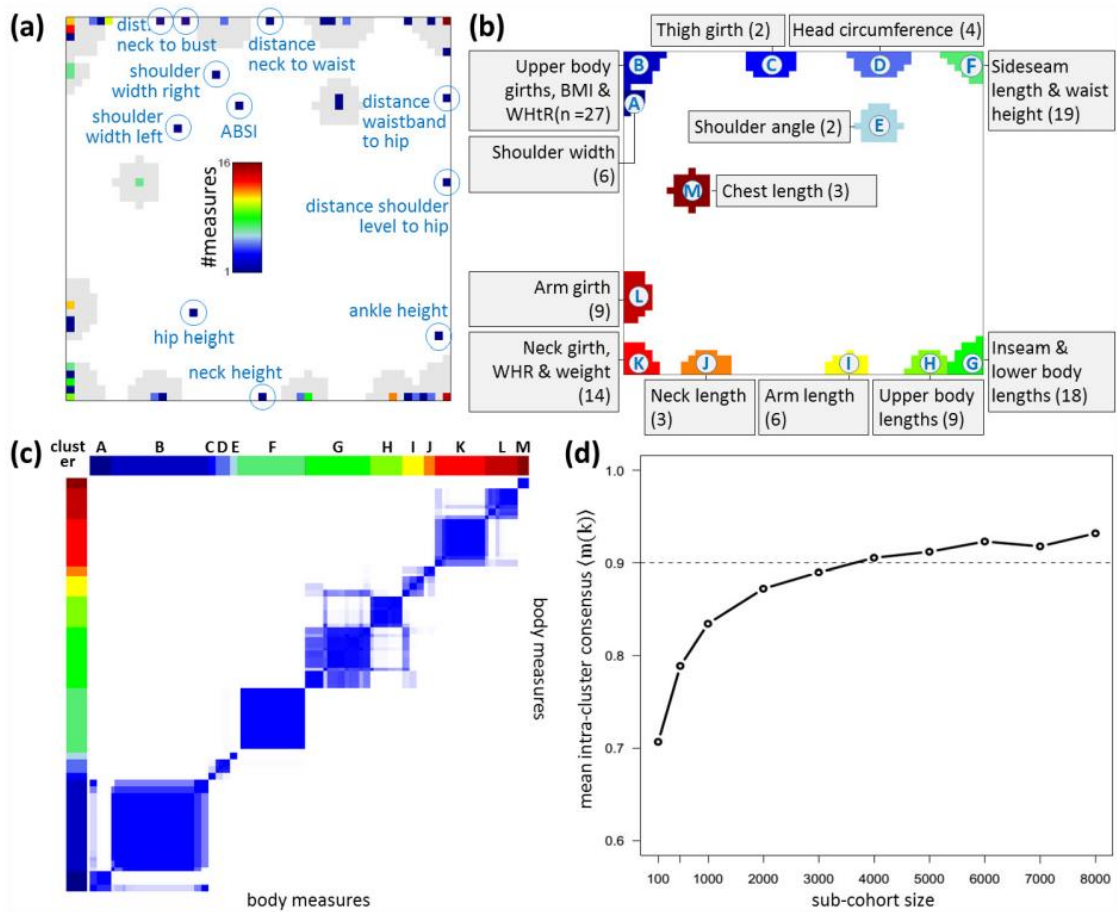 (a)
dist.
neck to bust
distance
neck to waist
shoulder
width right
shoulder
width left
ABSI
distance
waistband
to hip
16
#measures
1
distance shoulder
level to hip
hip height
ankle height
neck height
(b)
Thigh girth (2)
Head circumference (4)
Upper body
girths, BMI &
WHtR(n =27)
Shoulder width
(6)
B
A
C
D
F
Sideseam
length & waist
height (19)
Shoulder angle (2)
E
M
Chest length (3)
Arm girth
(9)
L
Neck girth,
WHR & weight
(14)
K
J
I
H
G
Inseam &
lower body
lengths (18)
Neck length
(3)
Arm length
(6)
Upper body
lengths (9)
(c)
clust
er
A B C D E F G H I J K L M
body measures
body measures
(d)
mean intra-cluster consensus ⟨m(k)⟩
1.0
0.9
0.8
0.7
0.6
100 1000 2000 3000 4000 5000 6000 7000 8000
sub-cohort size